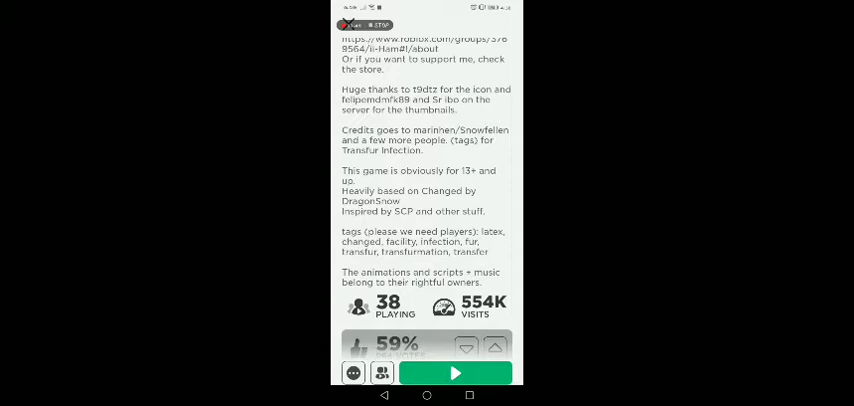 STOP
https://www.roblox.com/groups/376
9564/ii-Ham#!/about
Or if you want to support me, check
the store.
Huge thanks to t9dtz for the icon and
felipemdmfk89 and Sr ibo on the
server for the thumbnails.
Credits goes to marinhen/Snowfellen
and a few more people. (tags) for
Transfur Infection.
This game is obviously for 13+ and
up.
Heavily based on Changed by
DragonSnow
Inspired by SCP and other stuff.
tags (please we need players): latex,
changed, facility, infection, fur,
transfur, transfurmation, transfer
The animations and scripts + music
belong to their rightful owners.
38
PLAYING
554K
VISITS
59%